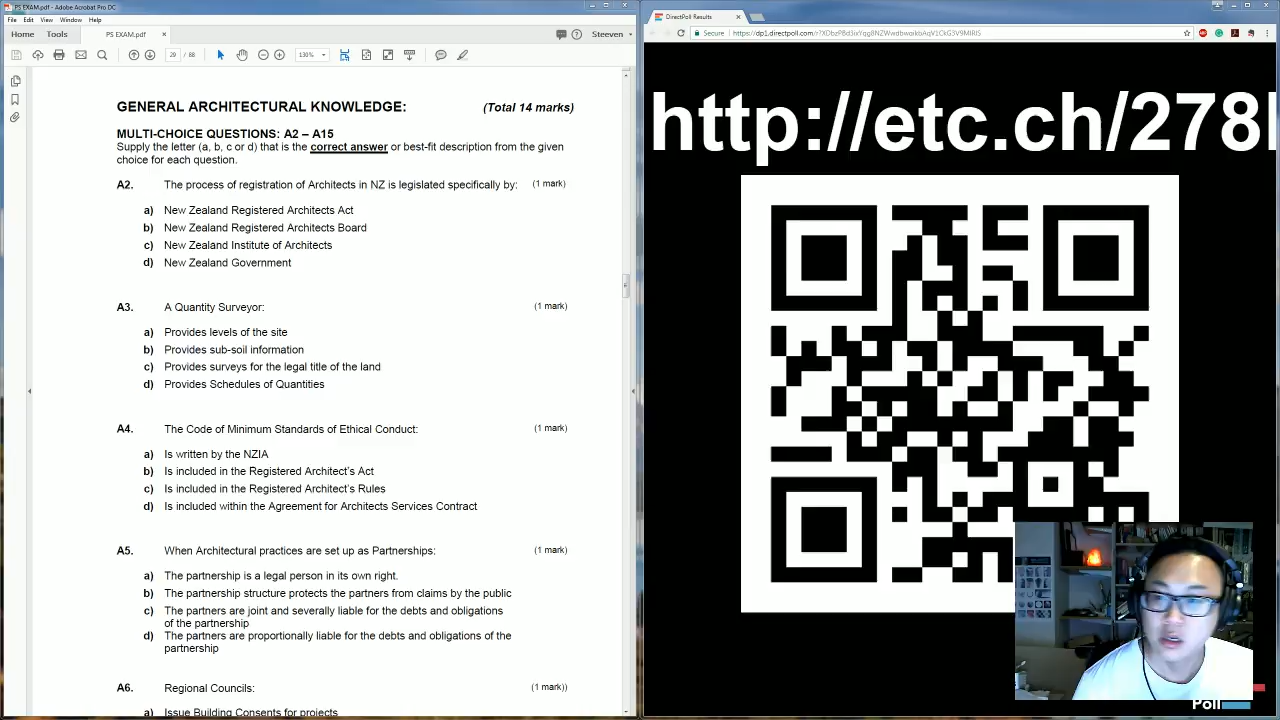 PS EXAM.pdf - Adobe Acrobat Pro DC
File Edit View Window Help
Home Tools PS EXAM.pdf × Steeven
29 / 88 130%
GENERAL ARCHITECTURAL KNOWLEDGE: (Total 14 marks)
MULTI-CHOICE QUESTIONS: A2 – A15
Supply the letter (a, b, c or d) that is the correct answer or best-fit description from the given
choice for each question.
A2. The process of registration of Architects in NZ is legislated specifically by: (1 mark)
a) New Zealand Registered Architects Act
b) New Zealand Registered Architects Board
c) New Zealand Institute of Architects
d) New Zealand Government
A3. A Quantity Surveyor: (1 mark)
a) Provides levels of the site
b) Provides sub-soil information
c) Provides surveys for the legal title of the land
d) Provides Schedules of Quantities
A4. The Code of Minimum Standards of Ethical Conduct: (1 mark)
a) Is written by the NZIA
b) Is included in the Registered Architect's Act
c) Is included in the Registered Architect's Rules
d) Is included within the Agreement for Architects Services Contract
A5. When Architectural practices are set up as Partnerships: (1 mark)
a) The partnership is a legal person in its own right.
b) The partnership structure protects the partners from claims by the public
c) The partners are joint and severally liable for the debts and obligations
of the partnership
d) The partners are proportionally liable for the debts and obligations of the
partnership
A6. Regional Councils: (1 mark))
a) Issue Building Consents for projects
DirectPoll Results ×
Secure
http://etc.ch/278
Poll